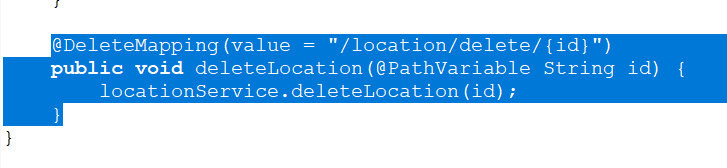 }
@DeleteMapping(value = "/location/delete/{id}")
public void deleteLocation(@PathVariable String id) {
locationService.deleteLocation(id);
}
}